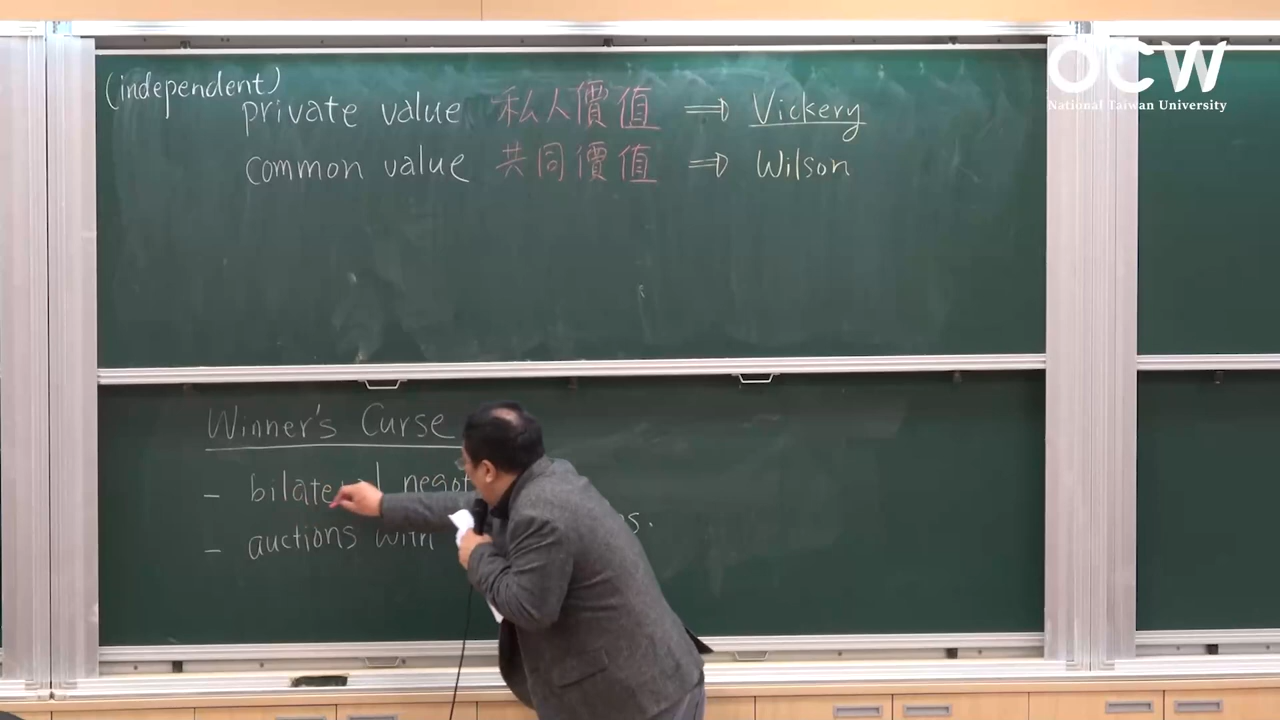 (independent)
private value 私人價值 ⇒ Vickery
common value 共同價值 ⇒ Wilson
OCW
National Taiwan University
Winner's Curse
- bilateral
- auctions with